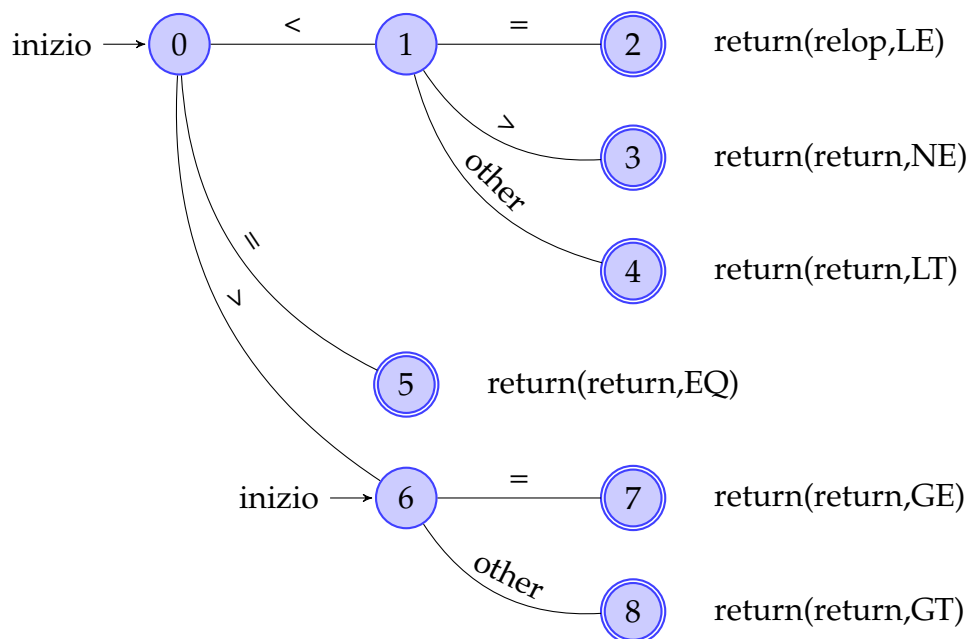 inizio 0 < 1 = 2 return(relop,LE)
> 3 return(return,NE)
other 4 return(return,LT)
= 5 return(return,EQ)
>
inizio 6 = 7 return(return,GE)
other 8 return(return,GT)